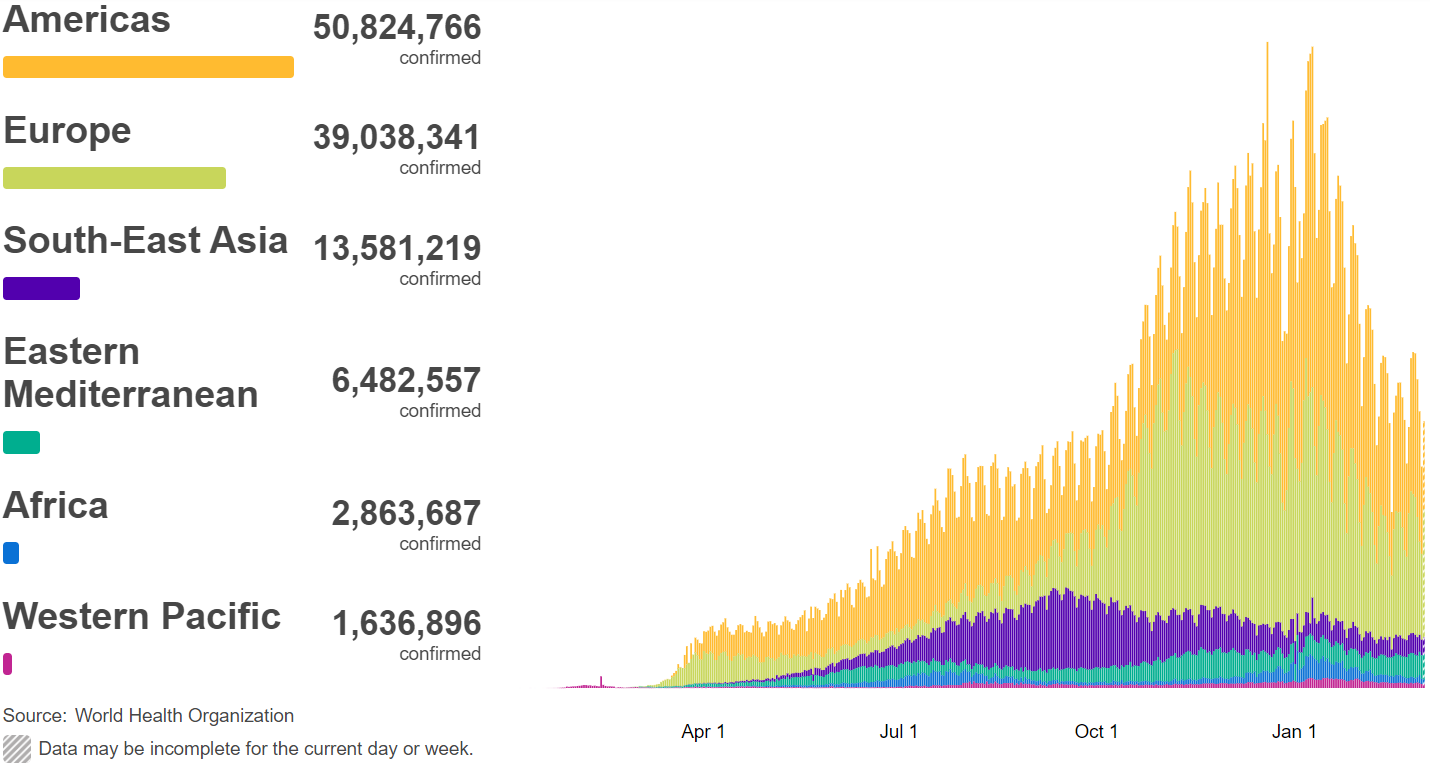 Americas
50,824,766
confirmed
Europe
39,038,341
confirmed
South-East Asia
13,581,219
confirmed
Eastern
Mediterranean
6,482,557
confirmed
Africa
2,863,687
confirmed
Western Pacific
1,636,896
confirmed
Source: World Health Organization
Data may be incomplete for the current day or week.
Apr 1
Jul 1
Oct 1
Jan 1